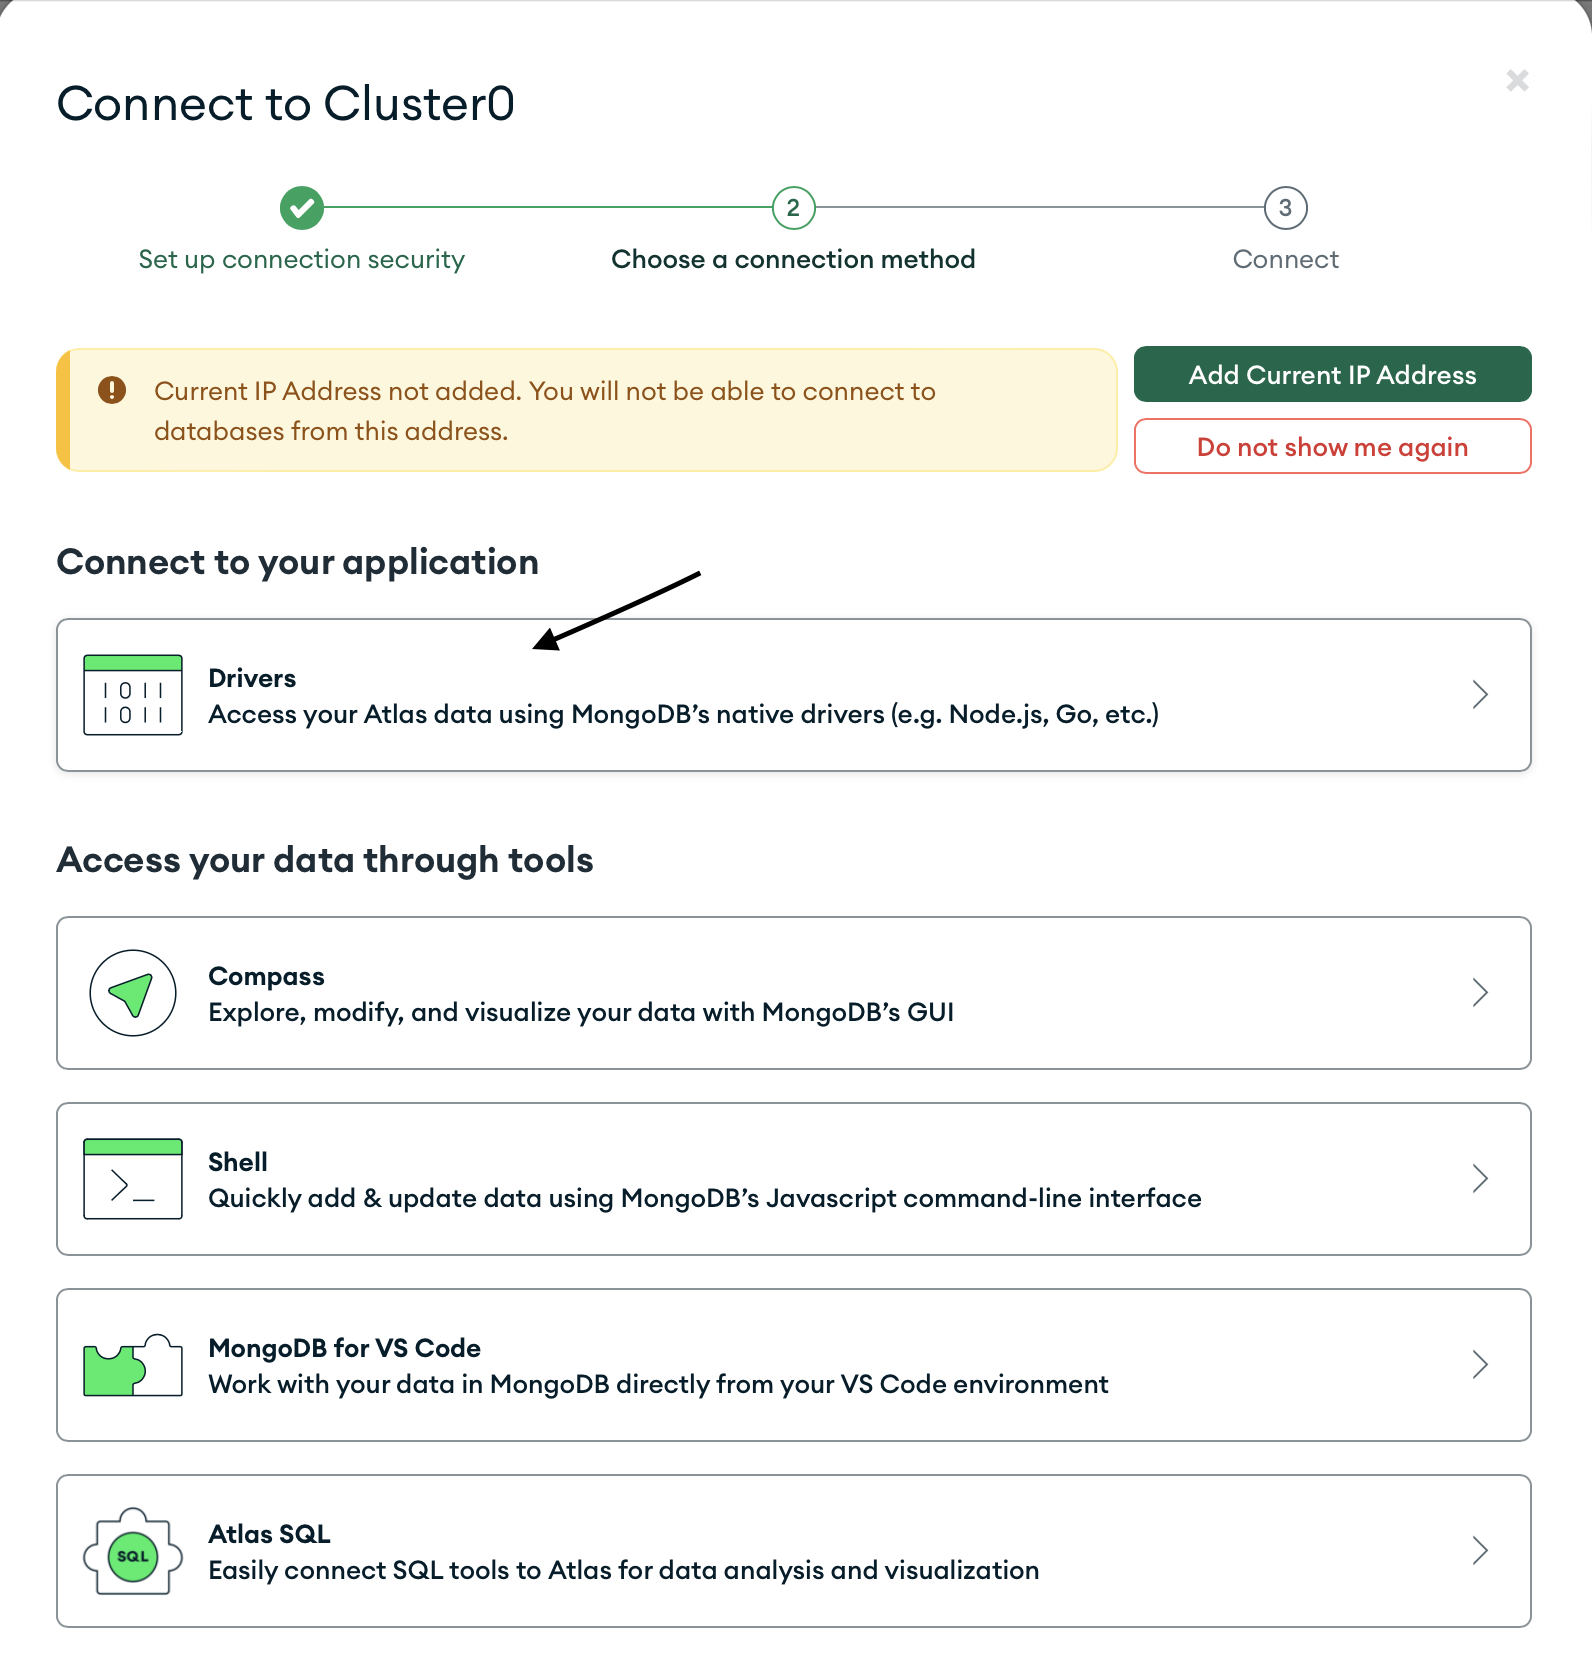 Connect to Cluster0
2
3
Set up connection security
Choose a connection method
Connect
Current IP Address not added. You will not be able to connect to
databases from this address.
Add Current IP Address
Do not show me again
Connect to your application
1011
1011
Drivers
Access your Atlas data using MongoDB’s native drivers (e.g. Node.js, Go, etc.)
Access your data through tools
Compass
Explore, modify, and visualize your data with MongoDB’s GUI
>_
Shell
Quickly add & update data using MongoDB’s Javascript command-line interface
MongoDB for VS Code
Work with your data in MongoDB directly from your VS Code environment
SQL
Atlas SQL
Easily connect SQL tools to Atlas for data analysis and visualization